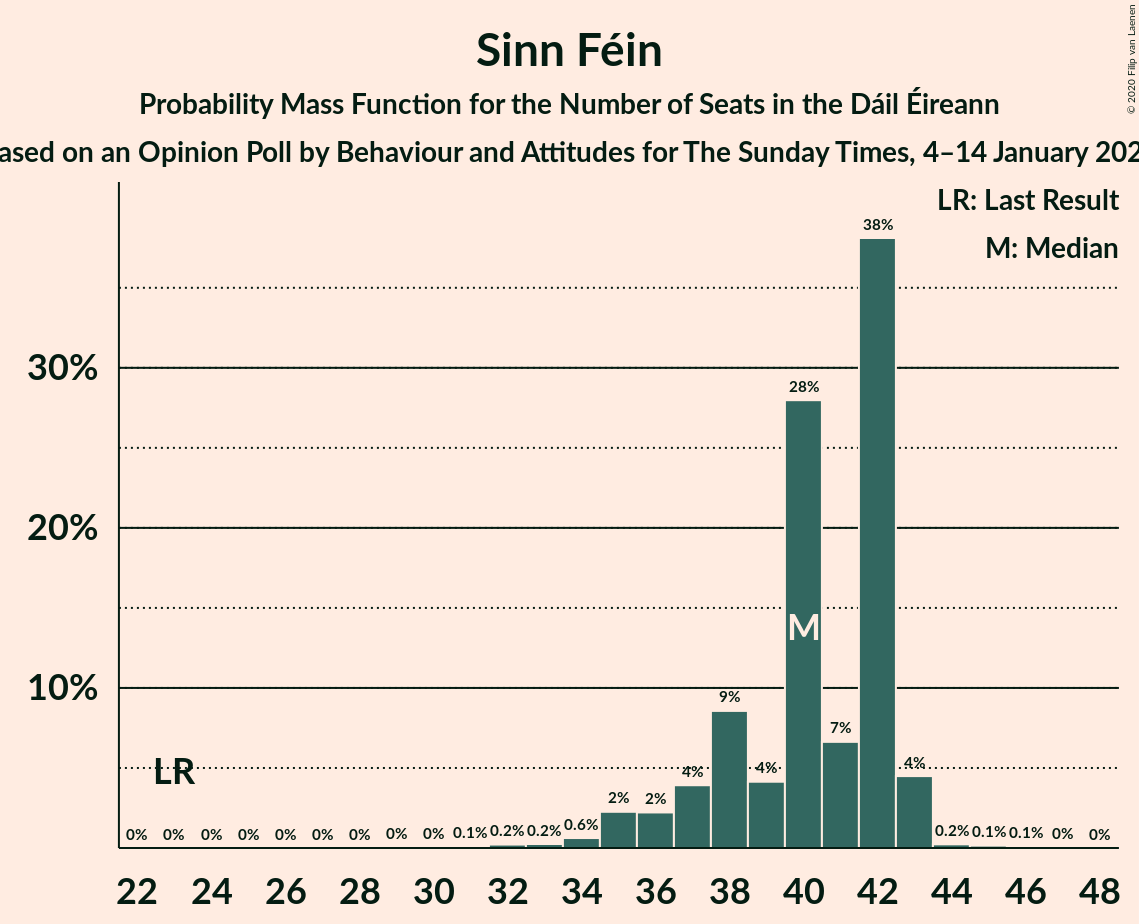 Sinn Féin
Probability Mass Function for the Number of Seats in the Dáil Éireann
ased on an Opinion Poll by Behaviour and Attitudes for The Sunday Times, 4–14 January 202
© 2020 Filip van Laenen
LR: Last Result
M: Median
30%
20%
10%
LR
M
0% 0% 0% 0% 0% 0% 0% 0% 0% 0.1% 0.2% 0.2% 0.6% 2% 2% 4% 9% 4% 28% 7% 38% 4% 0.2% 0.1% 0.1% 0% 0%
22 24 26 28 30 32 34 36 38 40 42 44 46 48